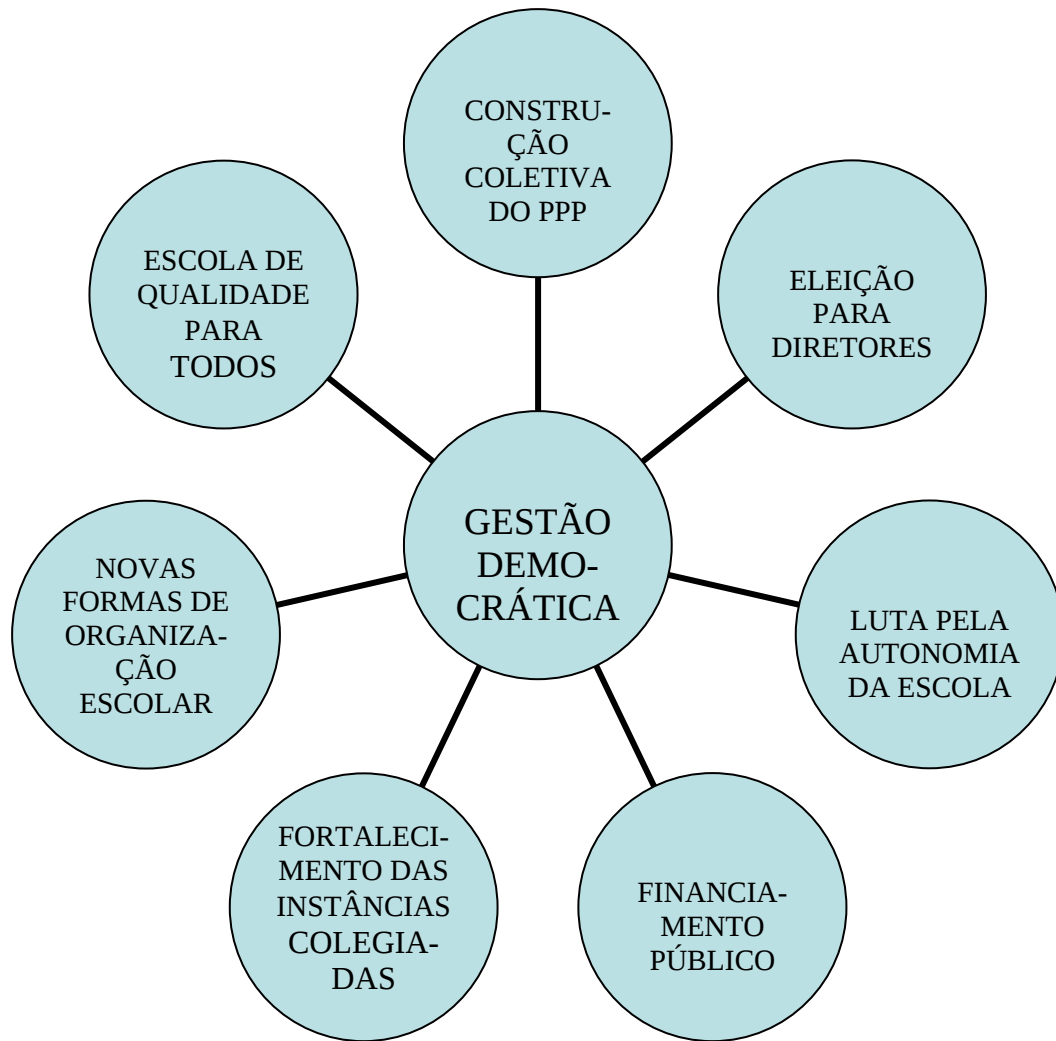 CONSTRU-
ÇÃO
COLETIVA
DO PPP
ESCOLA DE
QUALIDADE
PARA
TODOS
ELEIÇÃO
PARA
DIRETORES
GESTÃO
DEMO-
CRÁTICA
NOVAS
FORMAS DE
ORGANIZA-
ÇÃO
ESCOLAR
LUTA PELA
AUTONOMIA
DA ESCOLA
FORTALECI-
MENTO DAS
INSTÂNCIAS
COLEGIA-
DAS
FINANCIA-
MENTO
PÚBLICO